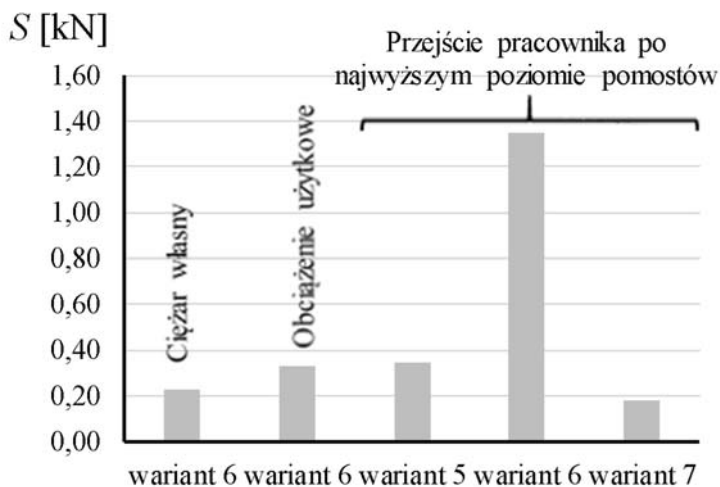 S [kN]
Przejście pracownika po
najwyższym poziomie pomostów
1,60
1,40
1,20
1,00
0,80
0,60
0,40
0,20
0,00
Ciężar własny
Obciążenie użytkowe
wariant 6 wariant 6 wariant 5 wariant 6 wariant 7